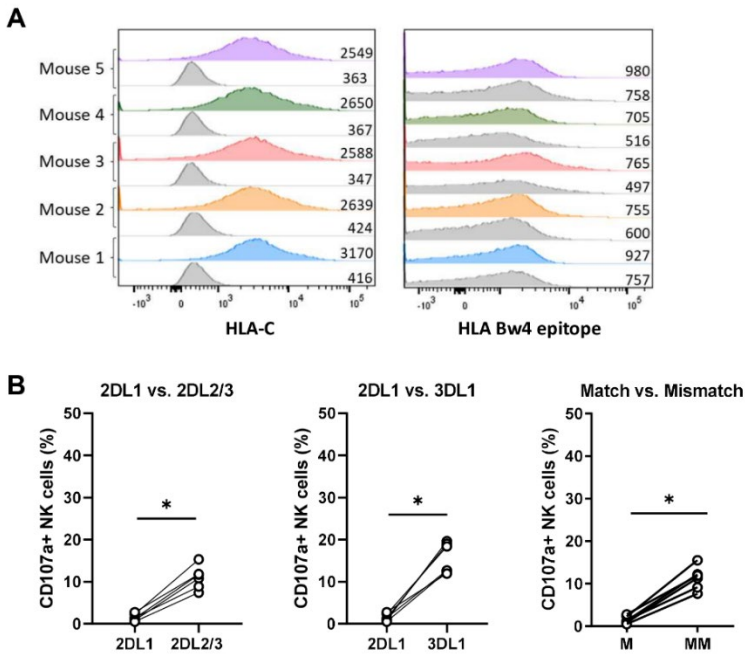 A
Mouse 5
Mouse 4
Mouse 3
Mouse 2
Mouse 1
2549
363
2650
367
2588
347
2639
424
3170
416
-10³ 0 10³ 10⁴ 10⁵
HLA-C
980
758
705
516
765
497
755
600
927
757
-10³ 0 10⁴ 10⁵
HLA Bw4 epitope
B
2DL1 vs. 2DL2/3
CD107a+ NK cells (%)
50
40
30
20
10
0
*
2DL1 2DL2/3
2DL1 vs. 3DL1
CD107a+ NK cells (%)
50
40
30
20
10
0
*
2DL1 3DL1
Match vs. Mismatch
CD107a+ NK cells (%)
50
40
30
20
10
0
*
M MM